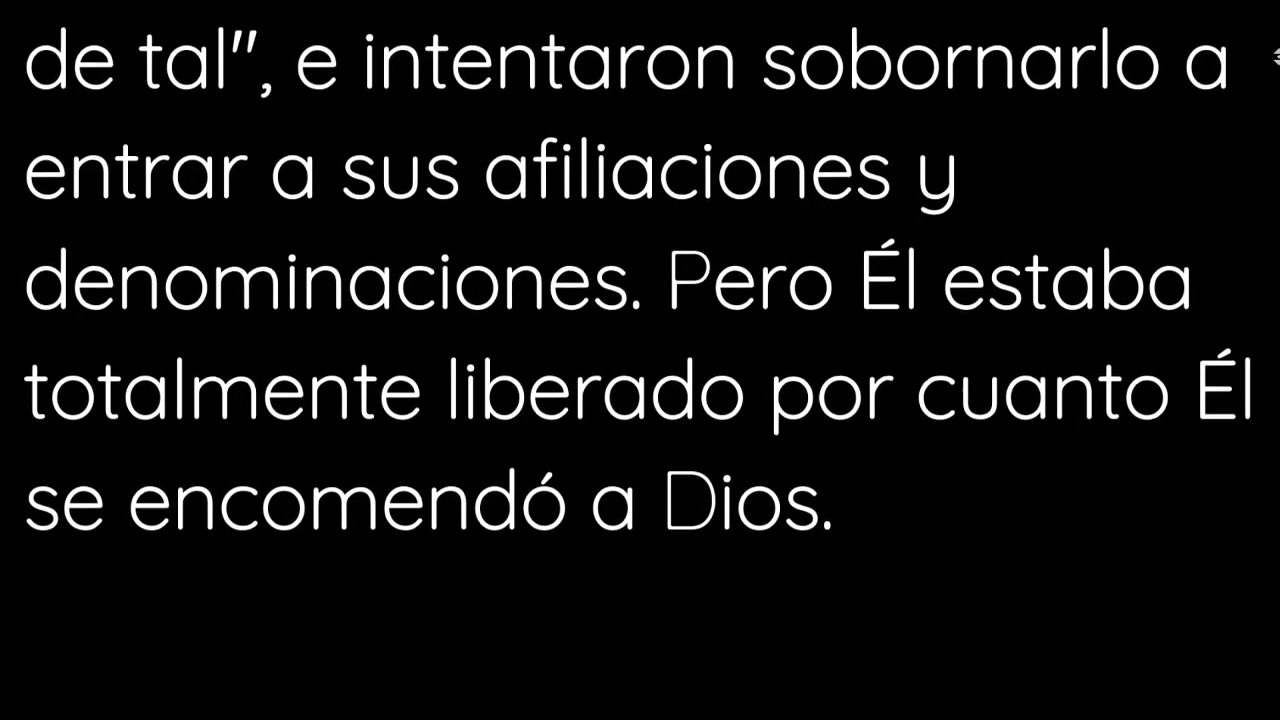 de tal", e intentaron sobornarlo a
entrar a sus afiliaciones y
denominaciones. Pero Él estaba
totalmente liberado por cuanto Él
se encomendó a Dios.